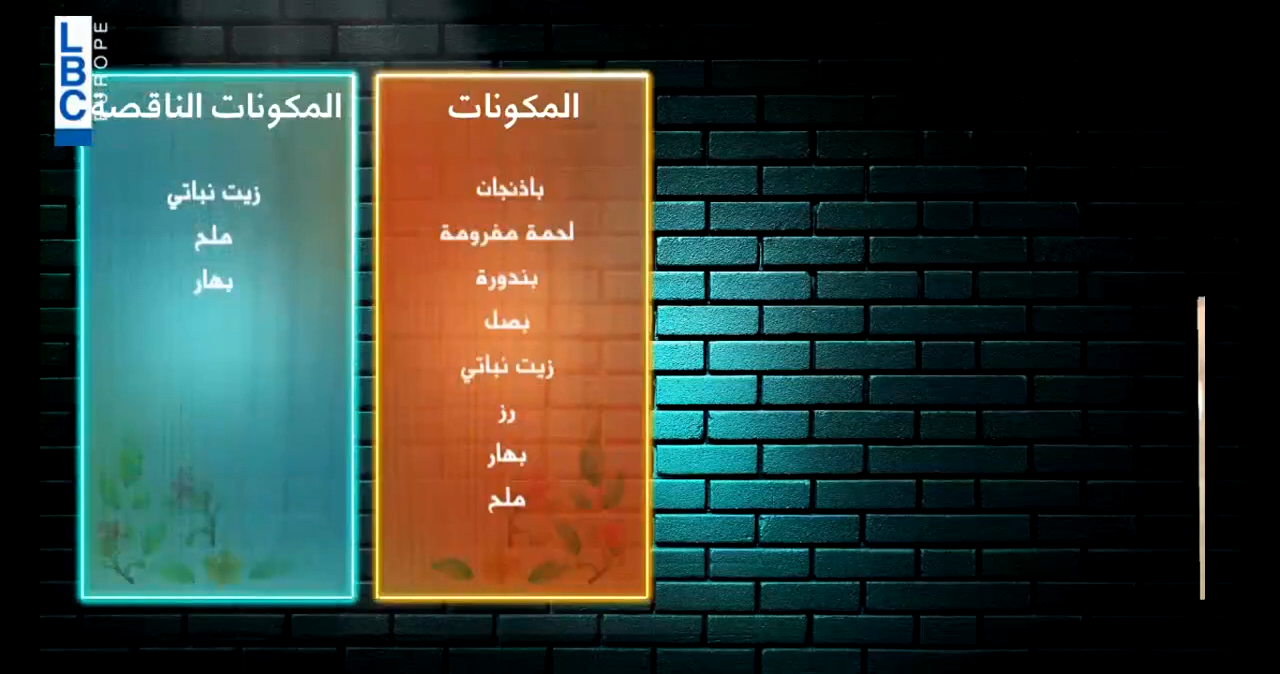 LBC
EUROPE
المكونات
باذنجان
لحمة مفرومة
بندورة
بصل
زيت نباتي
رز
بهار
ملح
المكونات الناقصة
زيت نباتي
ملح
بهار